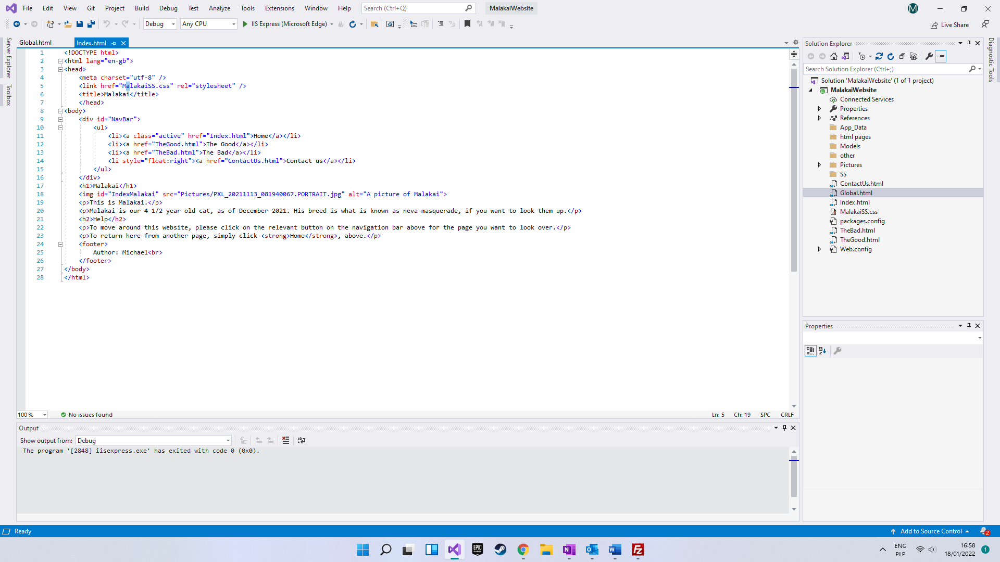 File Edit View Git Project Build Debug Test Analyze Tools Extensions Window Help Search (Ctrl+Q) MalakaiWebsite M
Debug Any CPU IIS Express (Microsoft Edge) Live Share
Server Explorer
Toolbox
Global.html Index.html
1 <!DOCTYPE html>
2 <html lang="en-gb">
3 <head>
4 <meta charset="utf-8" />
5 <link href="MalakaiSS.css" rel="stylesheet" />
6 <title>Malakai</title>
7 </head>
8 <body>
9 <div id="NavBar">
10 <ul>
11 <li><a class="active" href="Index.html">Home</a></li>
12 <li><a href="TheGood.html">The Good</a></li>
13 <li><a href="TheBad.html">The Bad</a></li>
14 <li style="float:right"><a href="ContactUs.html">Contact us</a></li>
15 </ul>
16 </div>
17 <h1>Malakai</h1>
18 <img id="IndexMalakai" src="Pictures/PXL_20211113_081940067.PORTRAIT.jpg" alt="A picture of Malakai">
19 <p>This is Malakai.</p>
20 <p>Malakai is our 4 1/2 year old cat, as of December 2021. His breed is what is known as neva-masquerade, if you want to look them up.</p>
21 <h2>Help</h2>
22 <p>To move around this website, please click on the relevant button on the navigation bar above for the page you want to look over.</p>
23 <p>To return here from another page, simply click <strong>Home</strong>, above.</p>
24 <footer>
25 Author: Michael<br>
26 </footer>
27 </body>
28 </html>
100 % No issues found Ln: 5 Ch: 19 SPC CRLF
Output
Show output from: Debug
The program '[2848] iisexpress.exe' has exited with code 0 (0x0).
Solution Explorer
Search Solution Explorer (Ctrl+;)
Solution 'MalakaiWebsite' (1 of 1 project)
MalakaiWebsite
Connected Services
Properties
References
App_Data
html pages
Models
other
Pictures
SS
ContactUs.html
Global.html
Index.html
MalakaiSS.css
packages.config
TheBad.html
TheGood.html
Web.config
Properties
Diagnostic Tools
Ready Add to Source Control 2
EPIC GAMES
ENG
PLP
16:58
18/01/2022
1